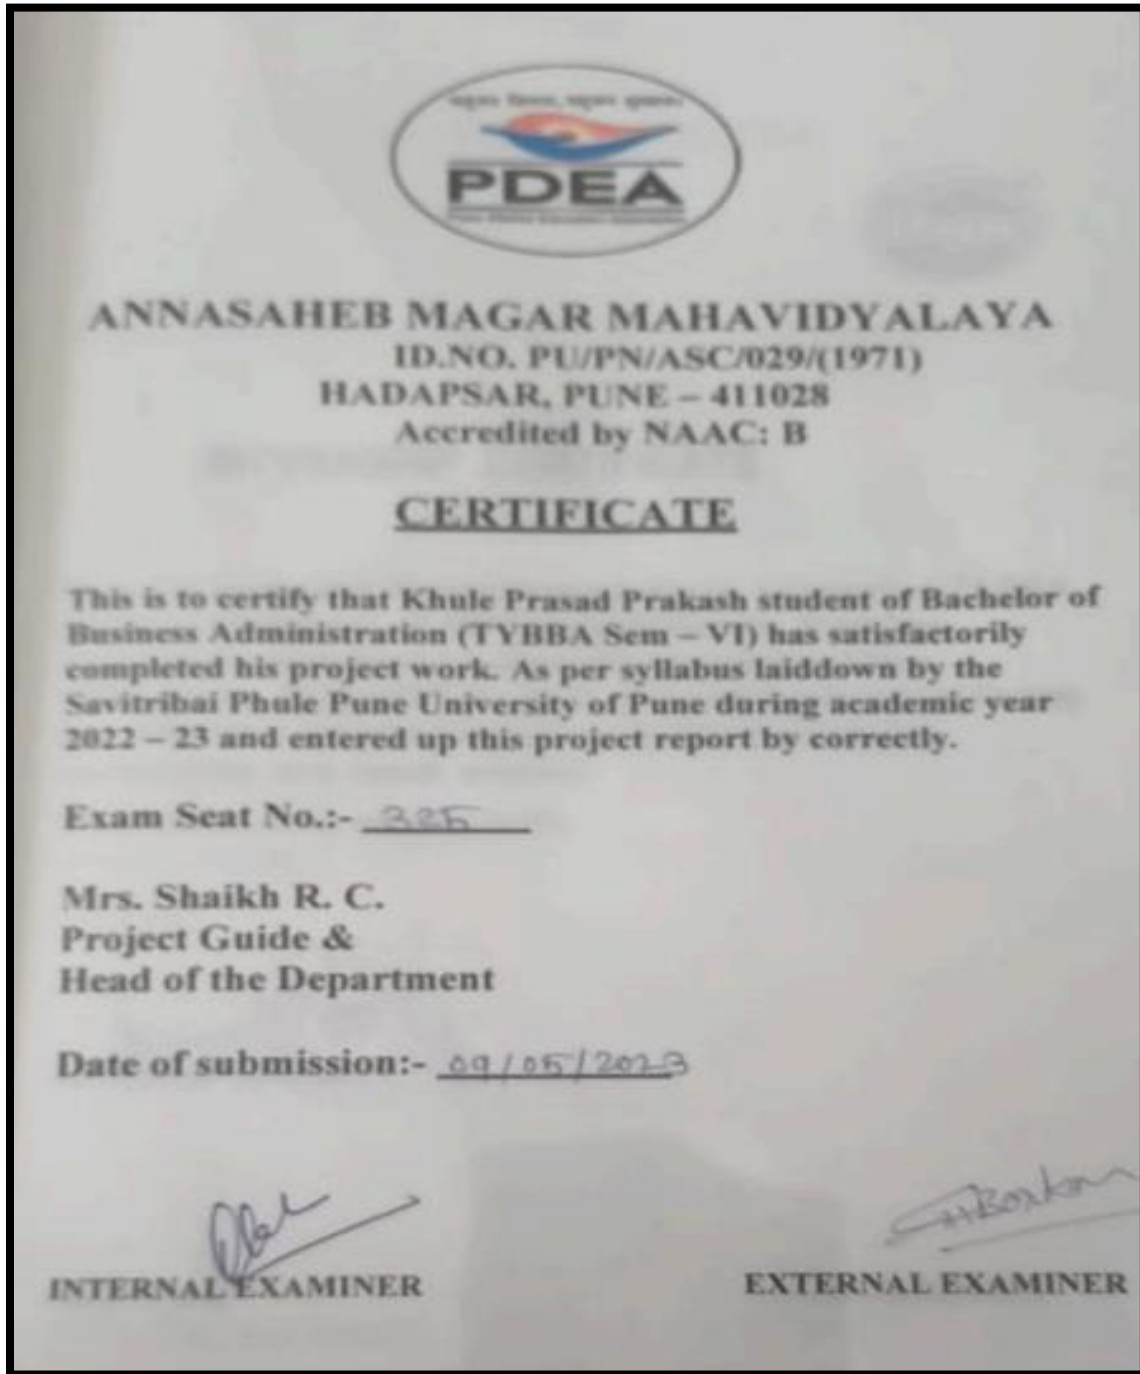 PDEA
ANNASAHEB MAGAR MAHAVIDYALAYA
ID.NO. PU/PN/ASC/029/(1971)
HADAPSAR, PUNE – 411028
Accredited by NAAC: B
CERTIFICATE
This is to certify that Khule Prasad Prakash student of Bachelor of
Business Administration (TYBBA Sem – VI) has satisfactorily
completed his project work. As per syllabus laiddown by the
Savitribai Phule Pune University of Pune during academic year
2022 – 23 and entered up this project report by correctly.
Exam Seat No.:- 325
Mrs. Shaikh R. C.
Project Guide &
Head of the Department
Date of submission:- 09/05/2023
INTERNAL EXAMINER
EXTERNAL EXAMINER